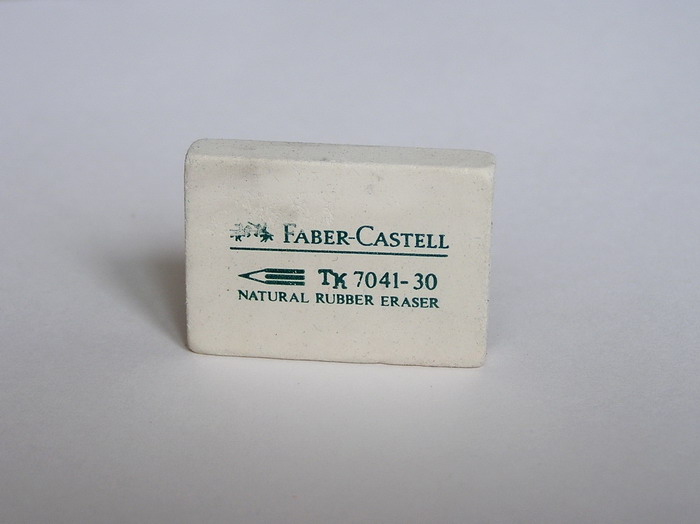 FABER-CASTELL
TK 7041-30
NATURAL RUBBER ERASER